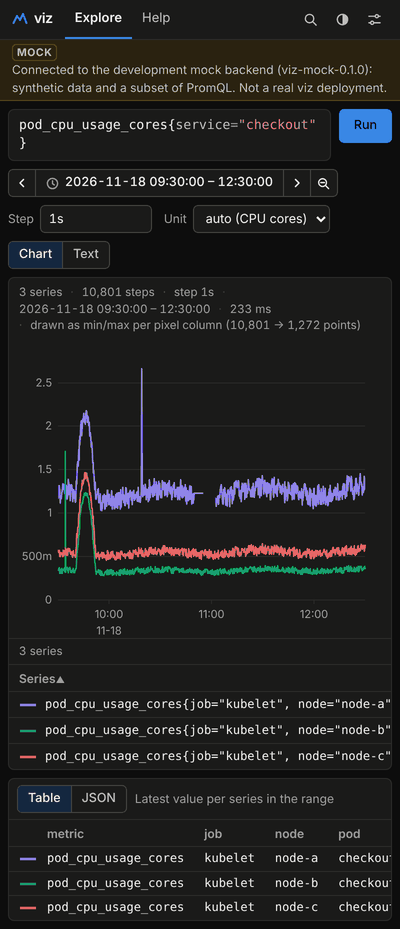 viz Explore Help
MOCK
Connected to the development mock backend (viz-mock-0.1.0):
synthetic data and a subset of PromQL. Not a real viz deployment.
pod_cpu_usage_cores{service="checkout"
}
Run
2026-11-18 09:30:00 – 12:30:00
Step 1s Unit auto (CPU cores)
Chart Text
3 series · 10,801 steps · step 1s ·
2026-11-18 09:30:00 – 12:30:00 · 233 ms
· drawn as min/max per pixel column (10,801 → 1,272 points)
2.5
2
1.5
1
500m
0
10:00 11:00 12:00
11-18
3 series
Series▲
pod_cpu_usage_cores{job="kubelet", node="node-a"
pod_cpu_usage_cores{job="kubelet", node="node-b"
pod_cpu_usage_cores{job="kubelet", node="node-c"
Table JSON Latest value per series in the range
metric job node pod
pod_cpu_usage_cores kubelet node-a checkou
pod_cpu_usage_cores kubelet node-b checkou
pod_cpu_usage_cores kubelet node-c checkou